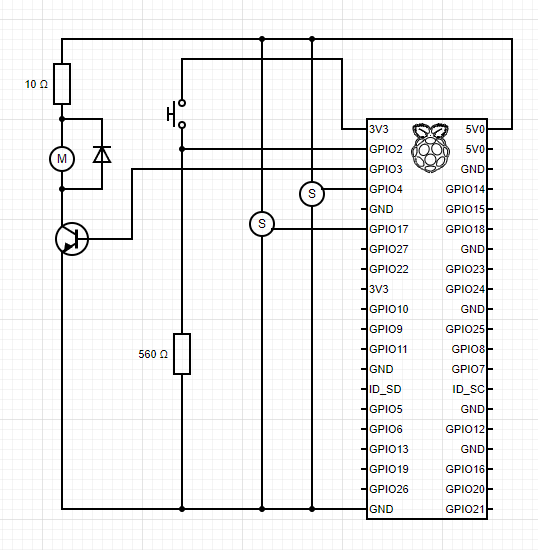 10 Ω
M
S
S
560 Ω
3V3 5V0
GPIO2 5V0
GPIO3 GND
GPIO4 GPIO14
GND GPIO15
GPIO17 GPIO18
GPIO27 GND
GPIO22 GPIO23
3V3 GPIO24
GPIO10 GND
GPIO9 GPIO25
GPIO11 GPIO8
GND GPIO7
ID_SD ID_SC
GPIO5 GND
GPIO6 GPIO12
GPIO13 GND
GPIO19 GPIO16
GPIO26 GPIO20
GND GPIO21